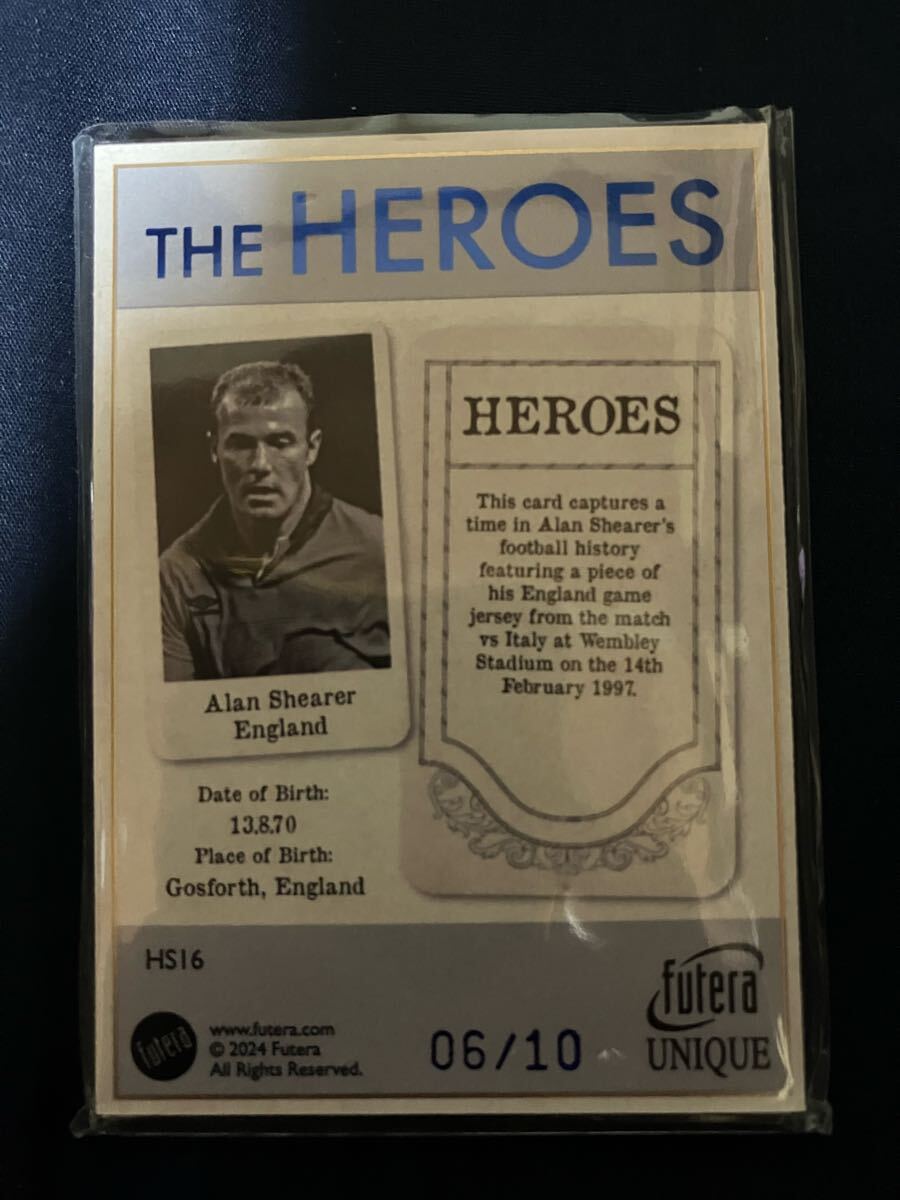 THE HEROES
Alan Shearer
England
Date of Birth:
13.8.70
Place of Birth:
Gosforth, England
HEROES
This card captures a
time in Alan Shearer's
football history
featuring a piece of
his England game
jersey from the match
vs Italy at Wembley
Stadium on the 14th
February 1997.
HS16
futera
www.futera.com
© 2024 Futera
All Rights Reserved.
06/10
futera
UNIQUE